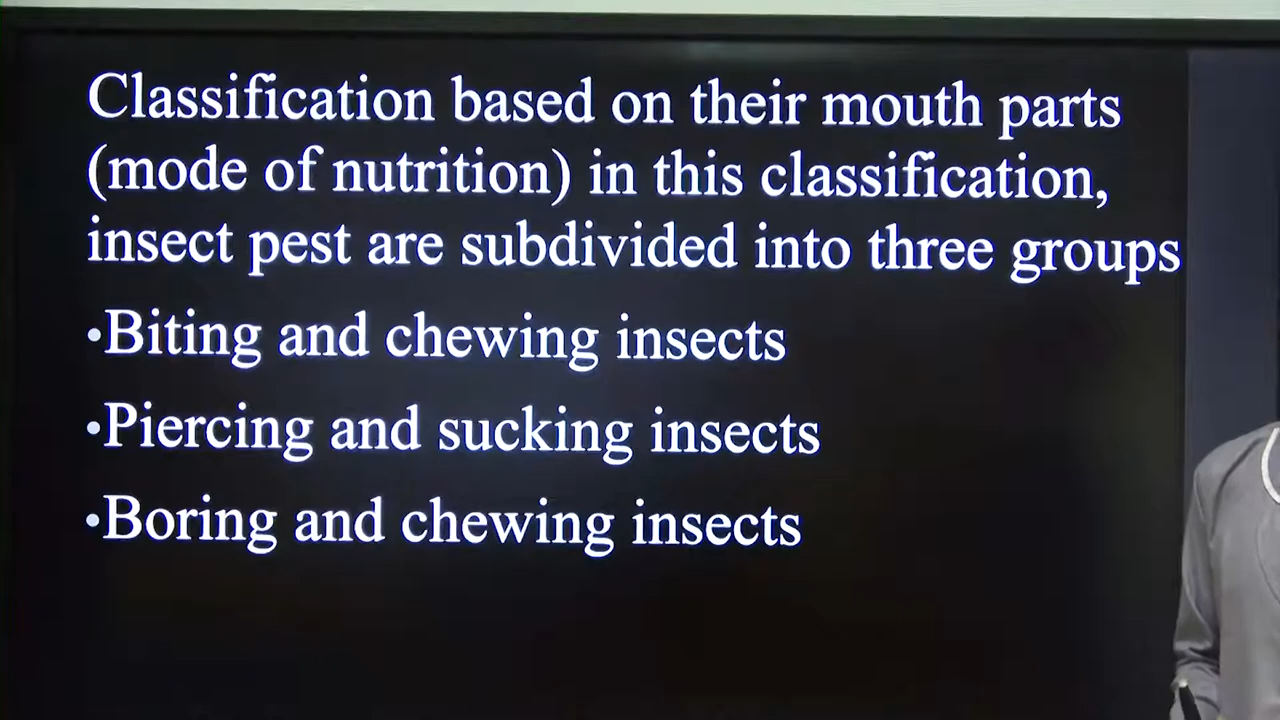 Classification based on their mouth parts
(mode of nutrition) in this classification,
insect pest are subdivided into three groups
•Biting and chewing insects
•Piercing and sucking insects
•Boring and chewing insects